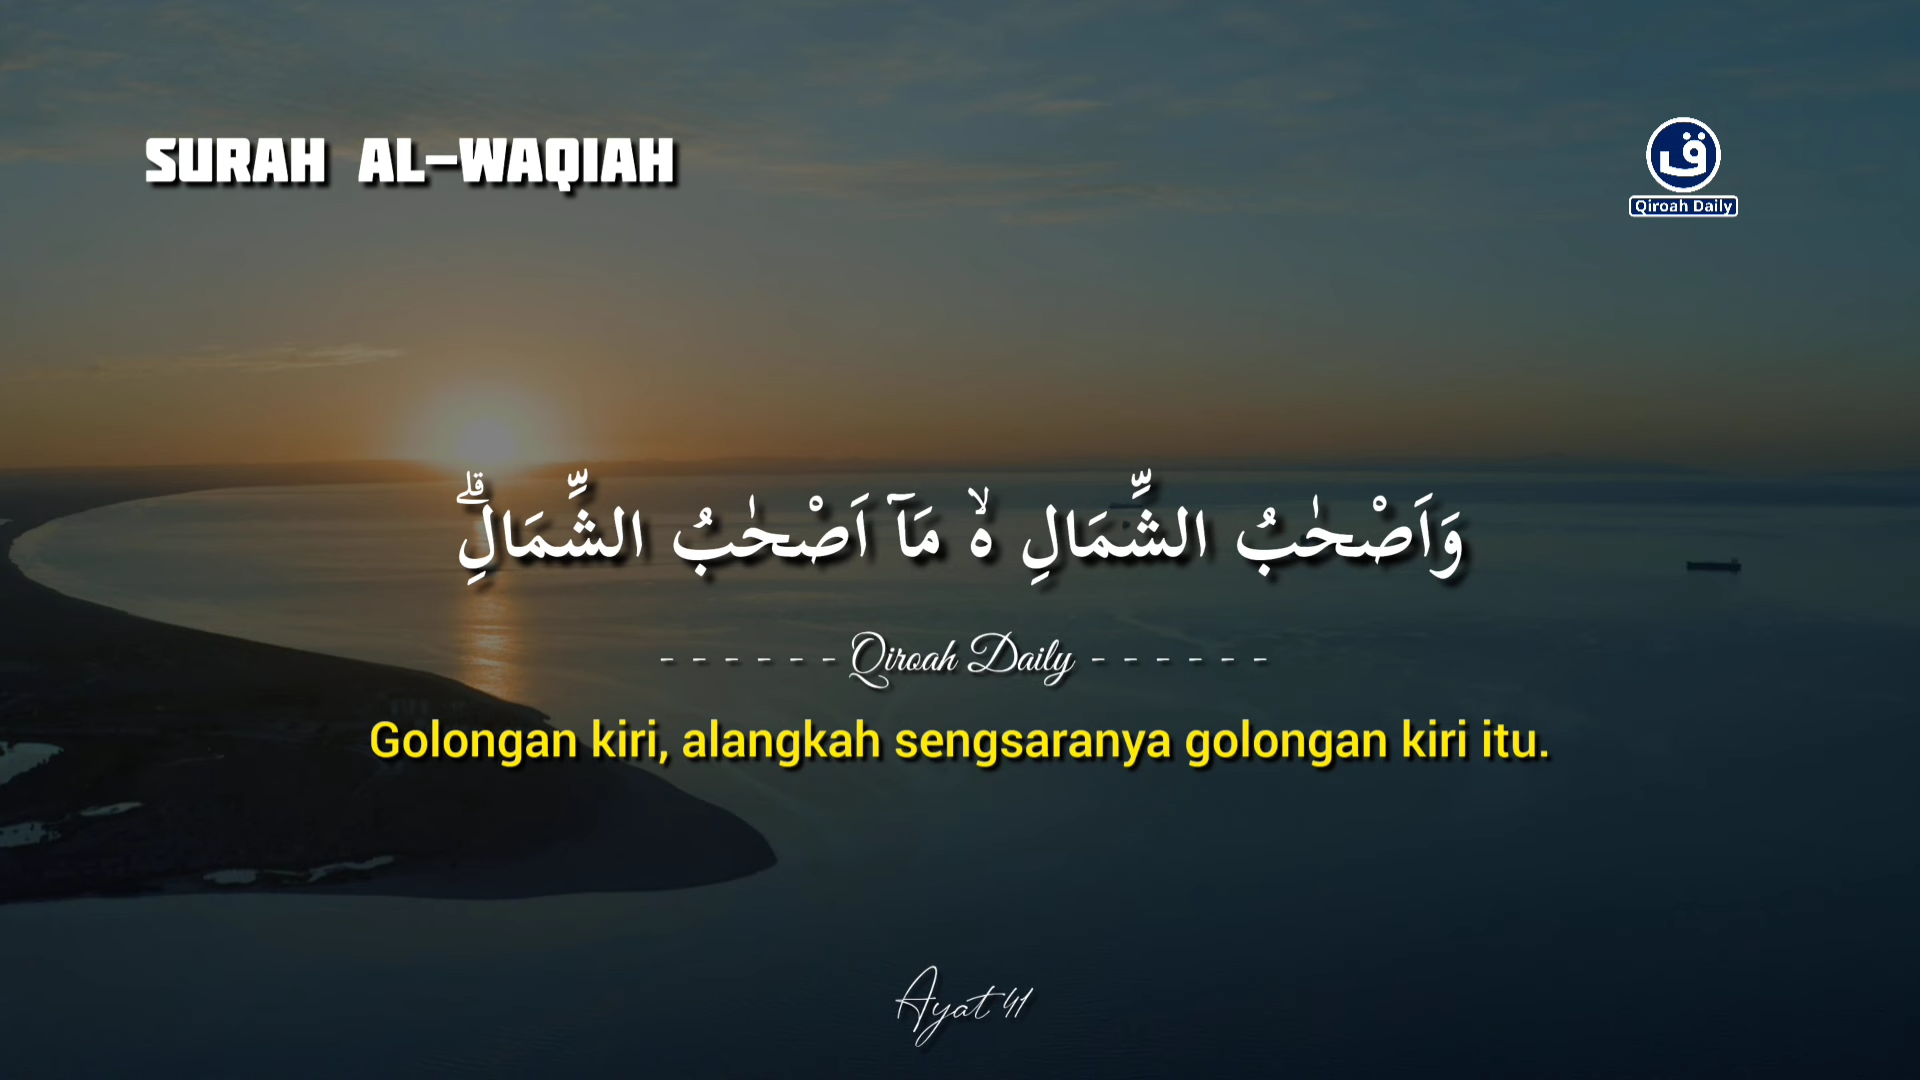 SURAH AL-WAQIAH
ق
Qiroah Daily
وَاَصْحٰبُ الشِّمَالِ ەۙ مَآ اَصْحٰبُ الشِّمَالِۗ
- - - - - - Qiroah Daily - - - - - -
Golongan kiri, alangkah sengsaranya golongan kiri itu.
Ayat 41